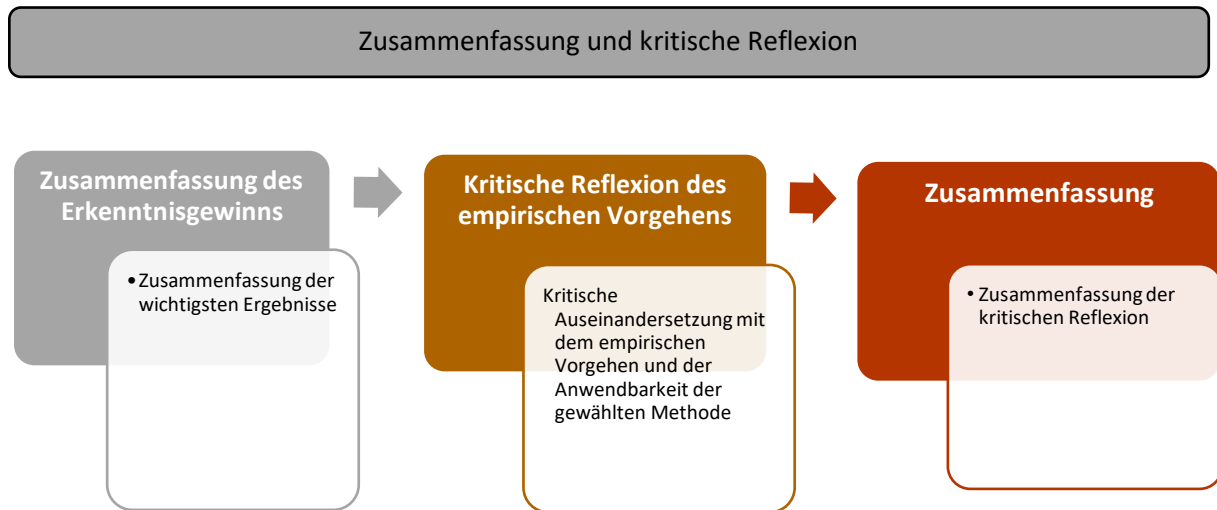 Zusammenfassung und kritische Reflexion
Zusammenfassung des
Erkenntnisgewinns
•Zusammenfassung der
wichtigsten Ergebnisse
Kritische Reflexion des
empirischen Vorgehens
Kritische
Auseinandersetzung mit
dem empirischen
Vorgehen und der
Anwendbarkeit der
gewählten Methode
Zusammenfassung
• Zusammenfassung der
kritischen Reflexion